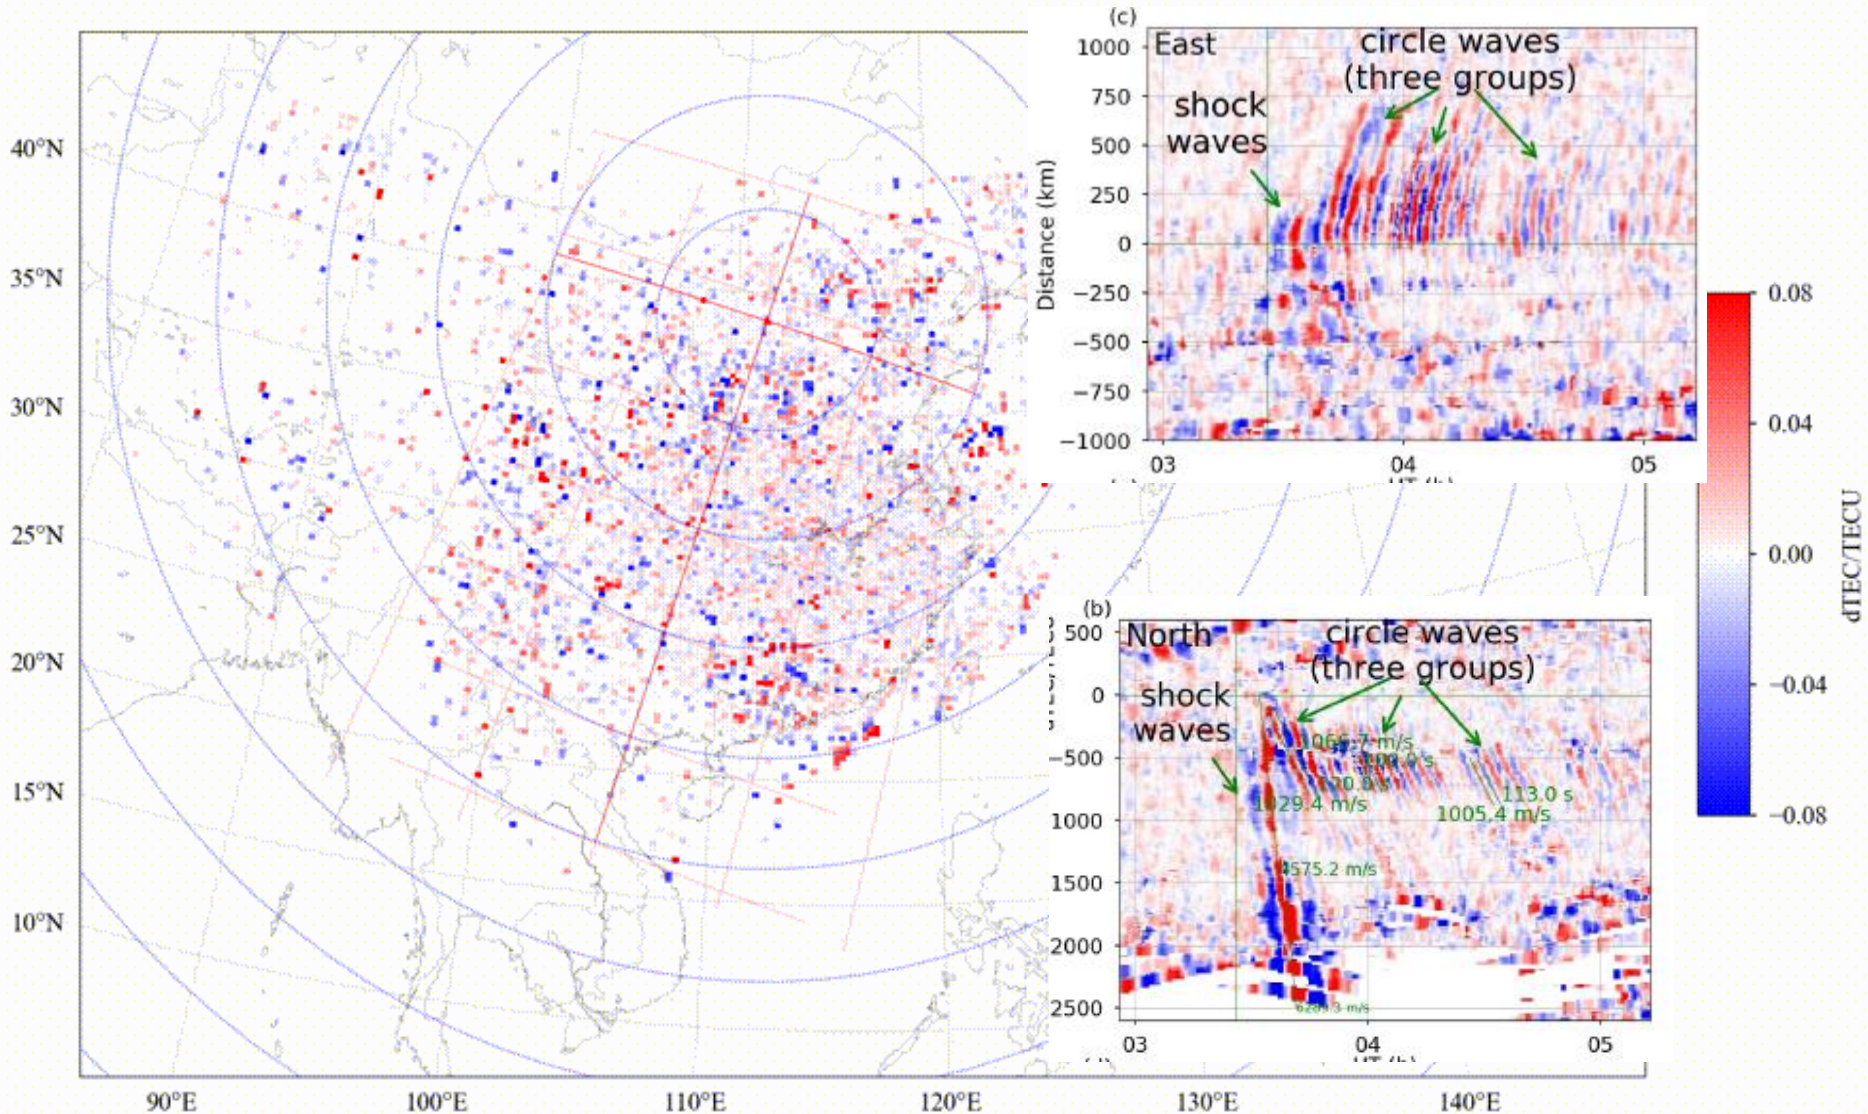 (c)
East
circle waves
(three groups)
shock
waves
Distance (km)
1000
750
500
250
0
−250
−500
−750
−1000
03
04
05
40°N
35°N
30°N
25°N
20°N
15°N
10°N
90°E
100°E
110°E
120°E
130°E
140°E
0.08
0.04
0.00
−0.04
−0.08
dTEC/TECU
(b)
North
circle waves
(three groups)
shock
waves
500
0
−500
1000
1500
2000
2500
1029.4 m/s
113.0 s
1005.4 m/s
4575.2 m/s
03
04
05